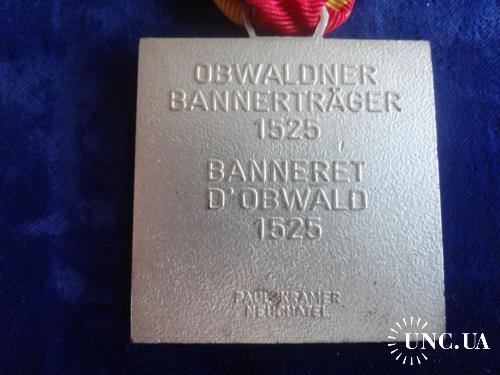 OBWALDNER
BANNERTRÄGER
1525
BANNERET
D'OBWALD
1525
PAUL KRAMER
NEUCHATEL
UNC.UA